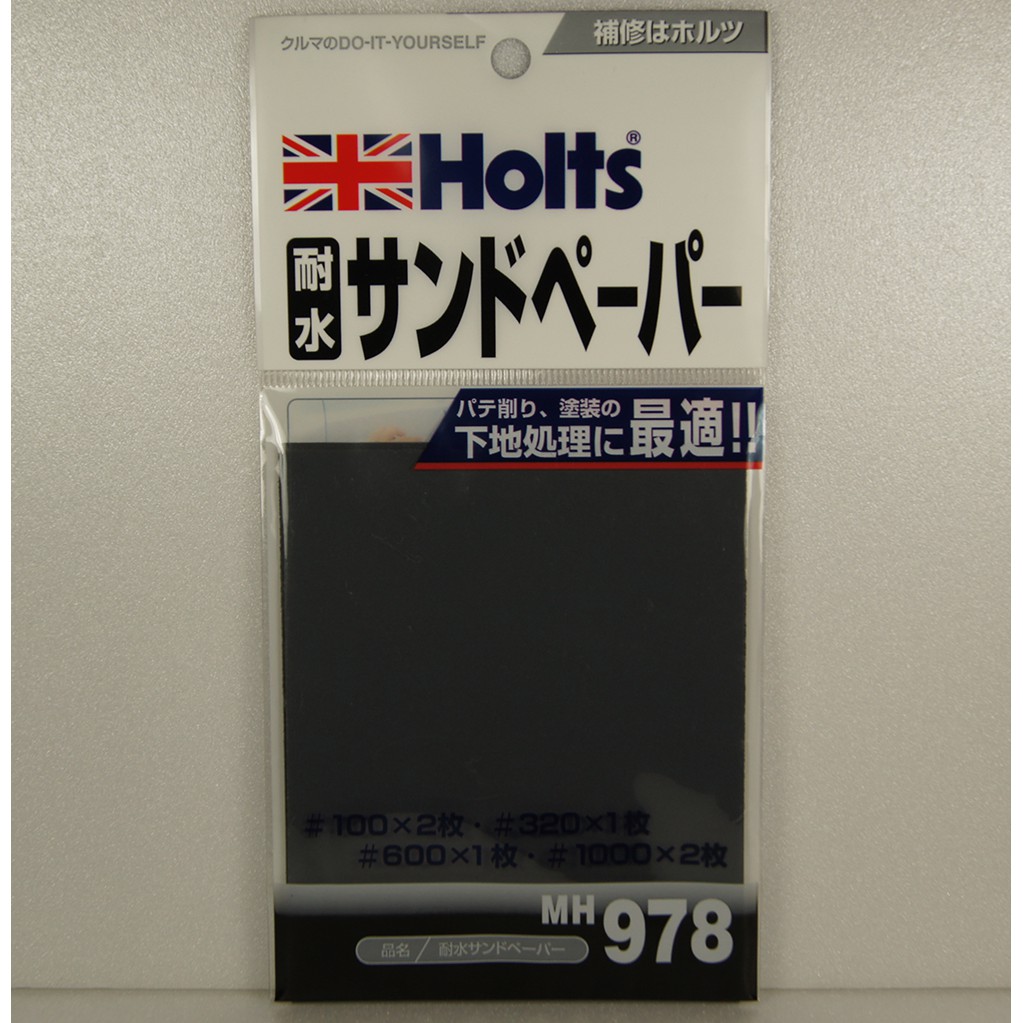 クルマのDO-IT-YOURSELF
補修はホルツ
Holts®
耐水 サンドペーパー
パテ削り、塗装の
下地処理に最適!!
#100×2枚・#320×1枚
#600×1枚・#1000×2枚
MH 978
品名/耐水サンドペーパー